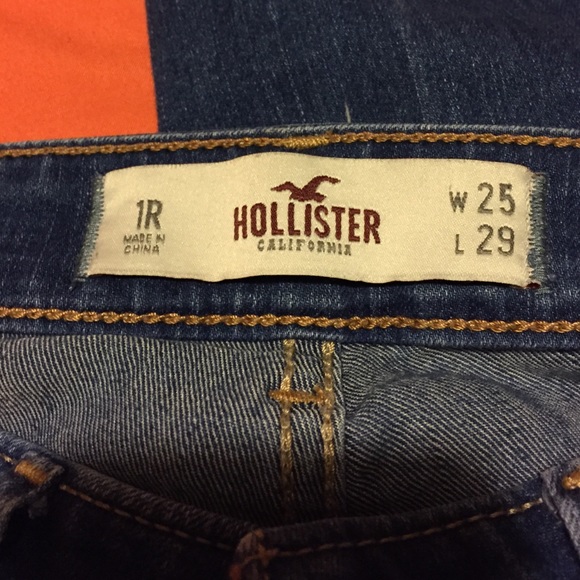 1R
MADE IN
CHINA
HOLLISTER
CALIFORNIA
W 25
L 29